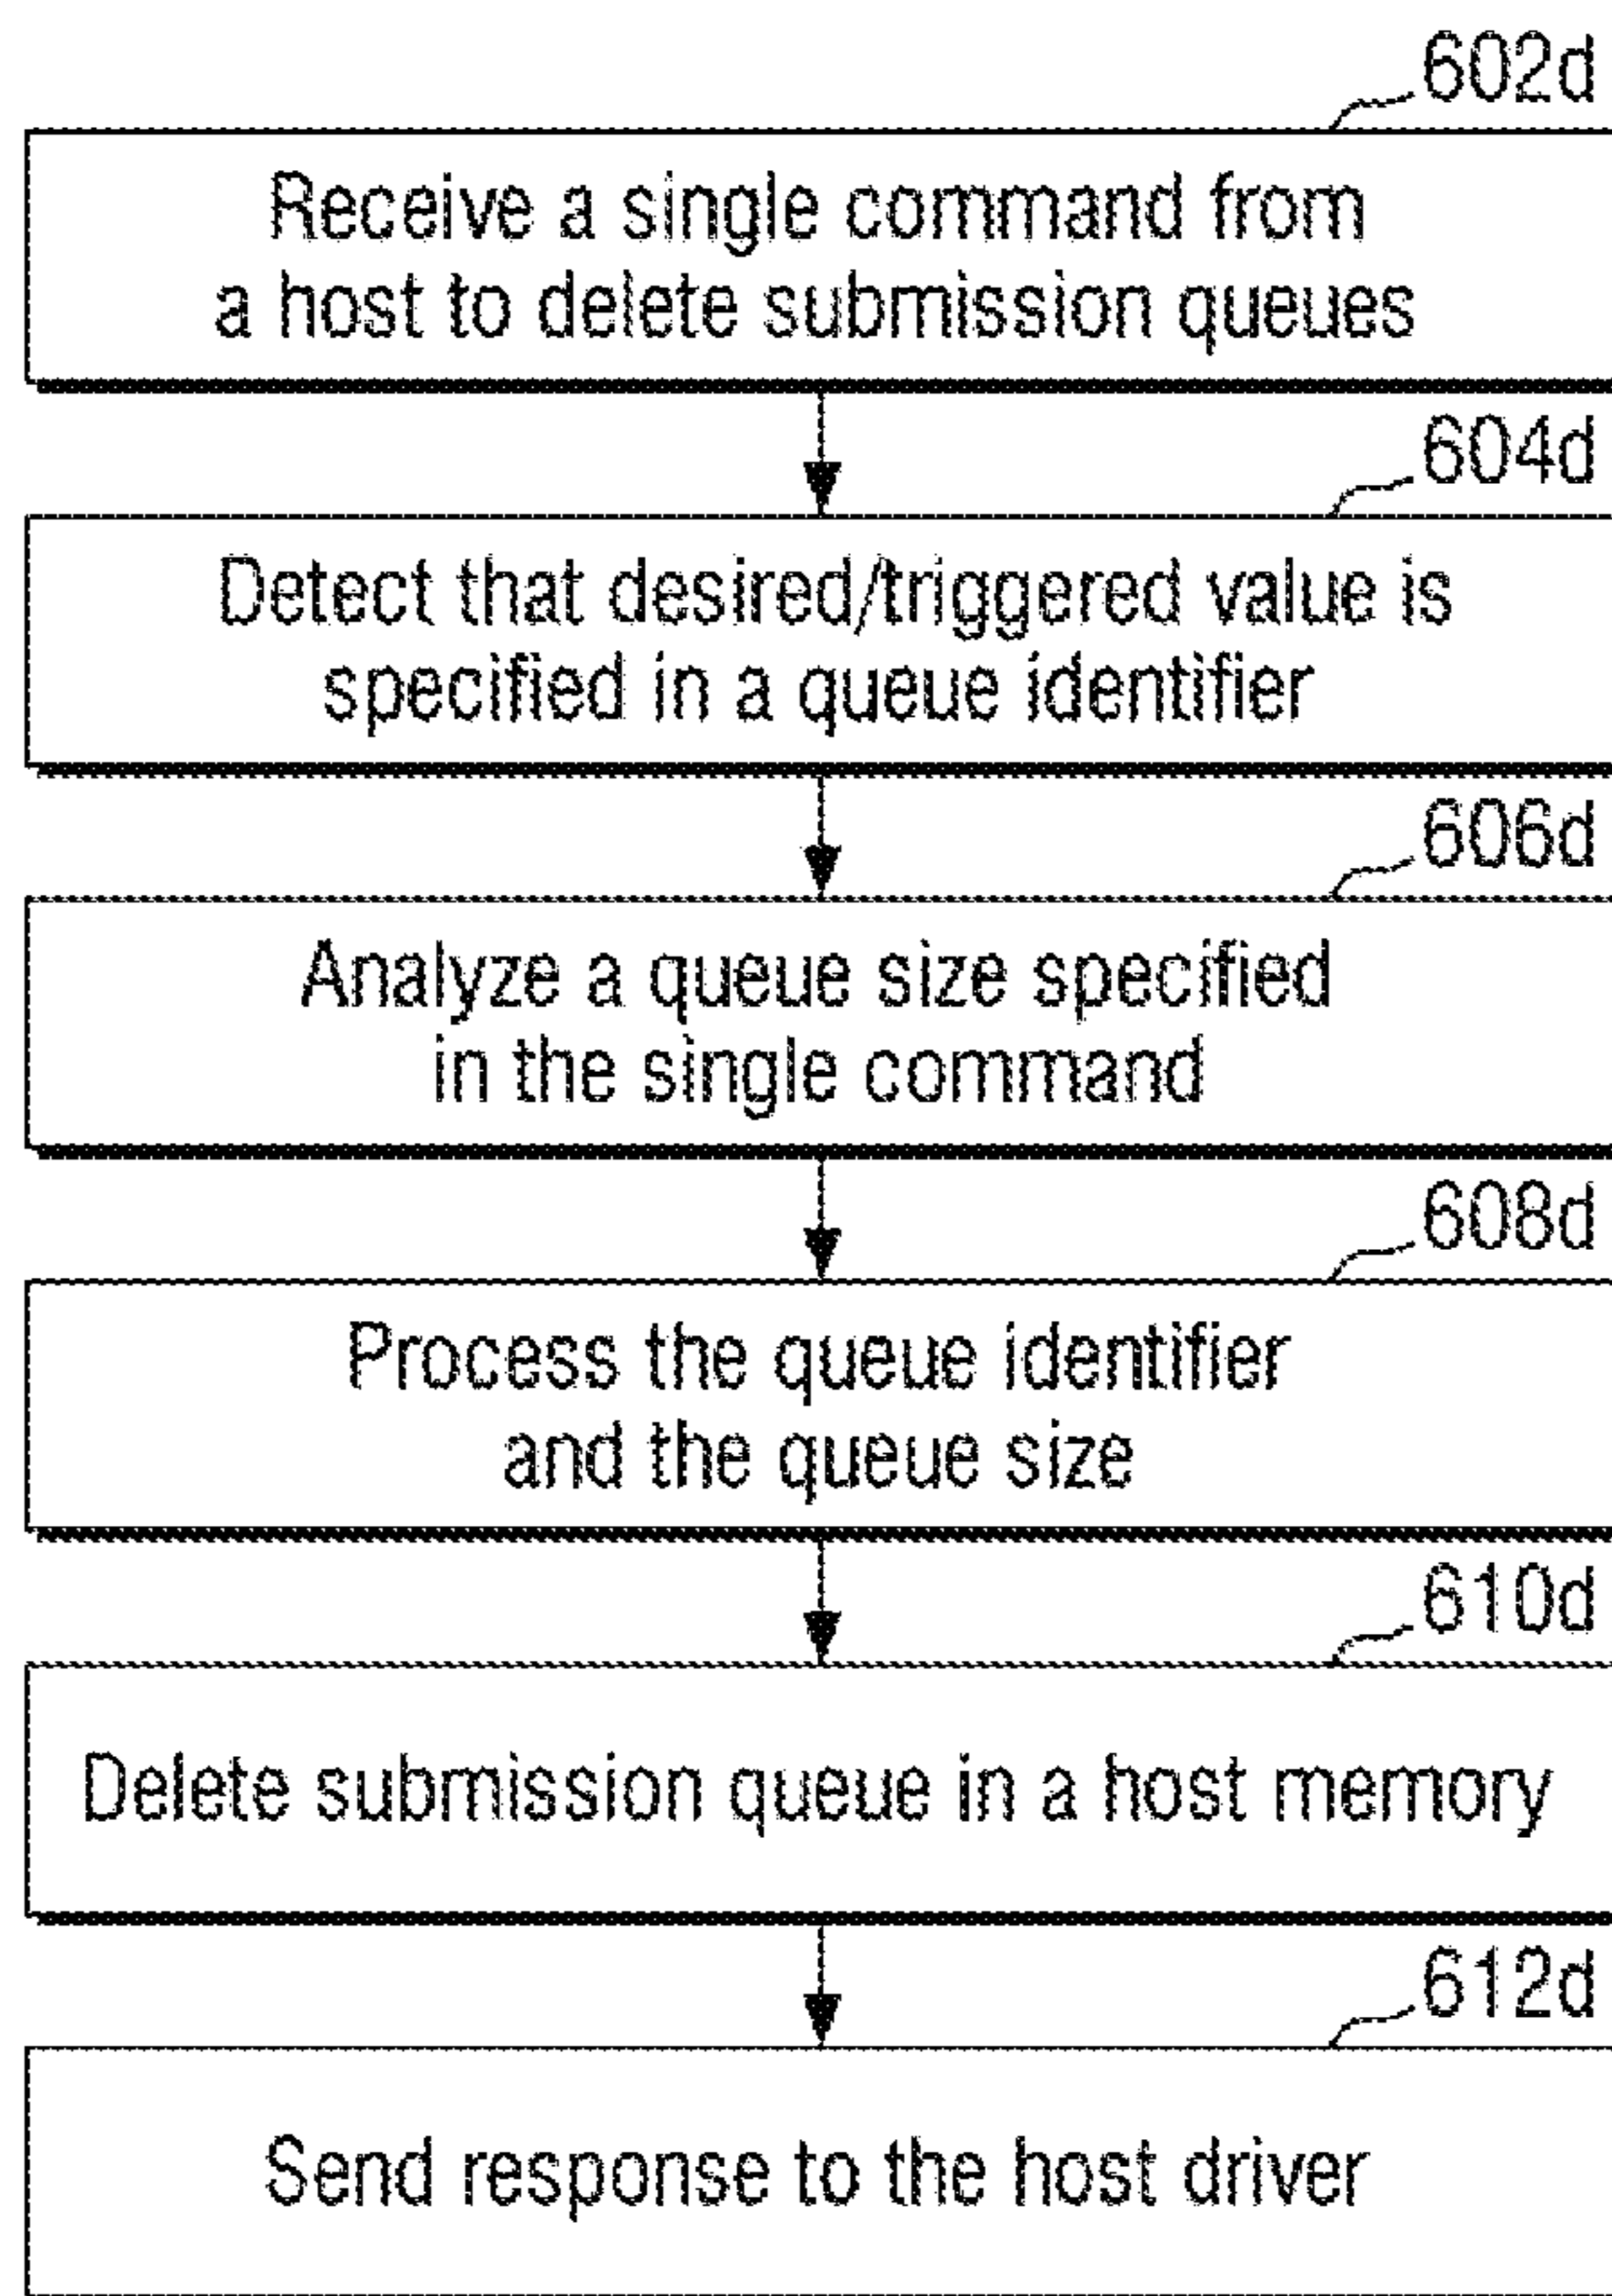 602d
Receive a single command from
a host to delete submission queues
604d
Detect that desired/triggered value is
specified in a queue identifier
606d
Analyze a queue size specified
in the single command
608d
Process the queue identifier
and the queue size
610d
Delete submission queue in a host memory
612d
Send response to the host driver